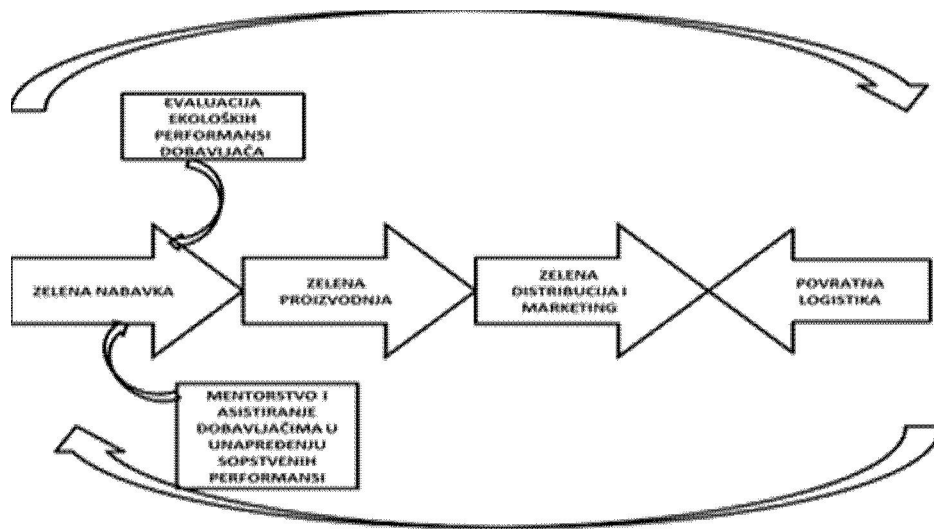 EVALUACIJA
EKOLOŠKIH
PERFORMANSI
DOBAVLJAČA
ZELENA NABAVKA
ZELENA
PROIZVODNJA
ZELENA
DISTRIBUCIJA I
MARKETING
POVRATNA
LOGISTIKA
MENTORSTVO I
ASISTIRANJE
DOBAVLJAČIMA U
UNAPREĐENJU
SOPSTVENIH
PERFORMANSI